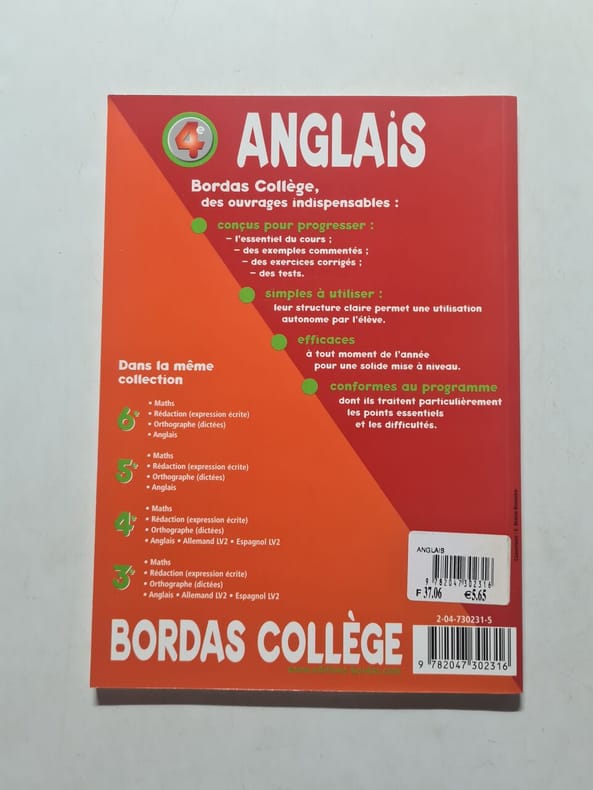 4e ANGLAiS
Bordas Collège,
des ouvrages indispensables :
conçus pour progresser :
– l'essentiel du cours ;
– des exemples commentés ;
– des exercices corrigés ;
– des tests.
simples à utiliser :
leur structure claire permet une utilisation
autonome par l'élève.
efficaces
à tout moment de l'année
pour une solide mise à niveau.
conformes au programme
dont ils traitent particulièrement
les points essentiels
et les difficultés.
Dans la même
collection
6e
• Maths
• Rédaction (expression écrite)
• Orthographe (dictées)
• Anglais
5e
• Maths
• Rédaction (expression écrite)
• Orthographe (dictées)
• Anglais
4e
• Maths
• Rédaction (expression écrite)
• Orthographe (dictées)
• Anglais • Allemand LV2 • Espagnol LV2
3e
• Maths
• Rédaction (expression écrite)
• Orthographe (dictées)
• Anglais • Allemand LV2 • Espagnol LV2
ANGLAIS
9 782047 302316
F 37.06 €5.65
2-04-730231-5
9 782047 302316
BORDAS COLLÈGE